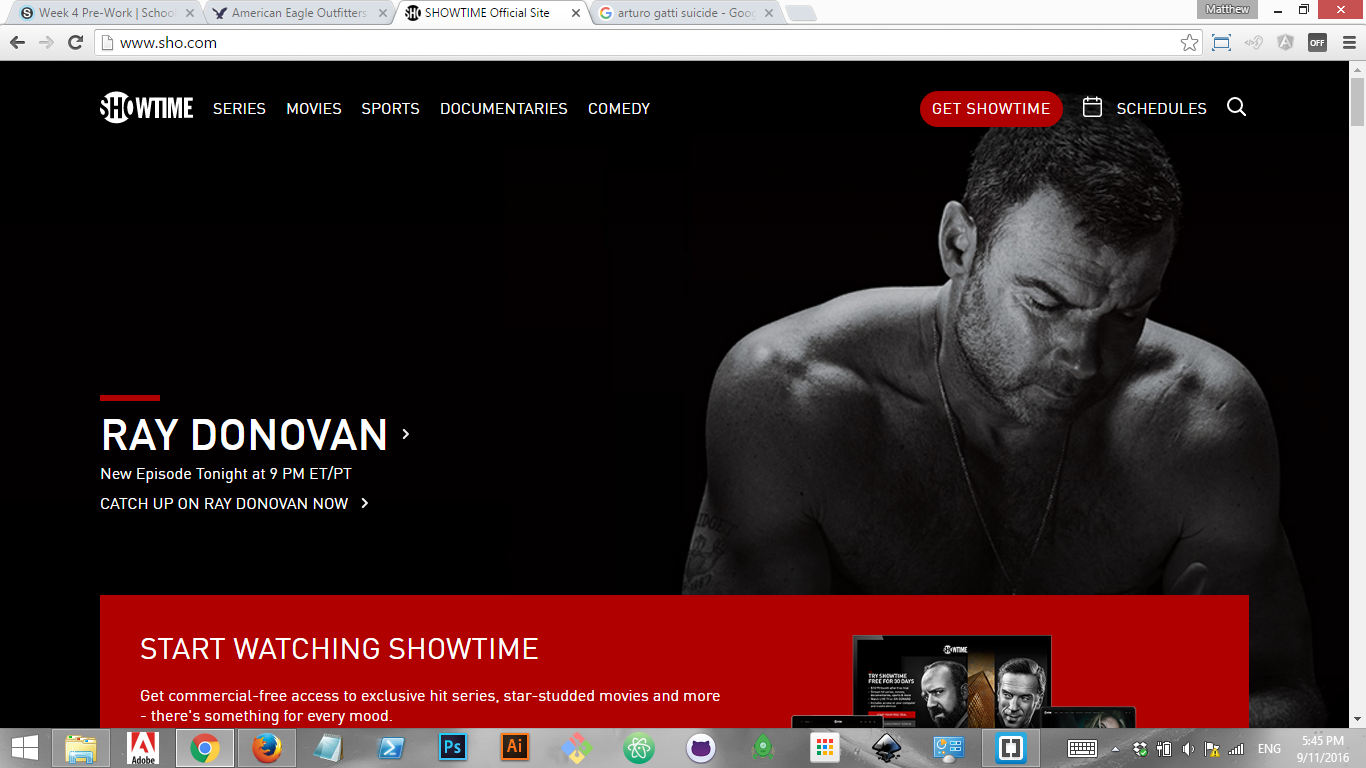 Week 4 Pre-Work | School
American Eagle Outfitters
SHO SHOWTIME Official Site
arturo gatti suicide - Goo
Matthew
www.sho.com
OFF
SHOWTIME SERIES MOVIES SPORTS DOCUMENTARIES COMEDY GET SHOWTIME SCHEDULES
RAY DONOVAN
New Episode Tonight at 9 PM ET/PT
CATCH UP ON RAY DONOVAN NOW
START WATCHING SHOWTIME
Get commercial-free access to exclusive hit series, star-studded movies and more
- there's something for every mood.
SHOWTIME
TRY SHOWTIME
FREE FOR 30 DAYS
Adobe
Ps
Ai
ENG
5:45 PM
9/11/2016